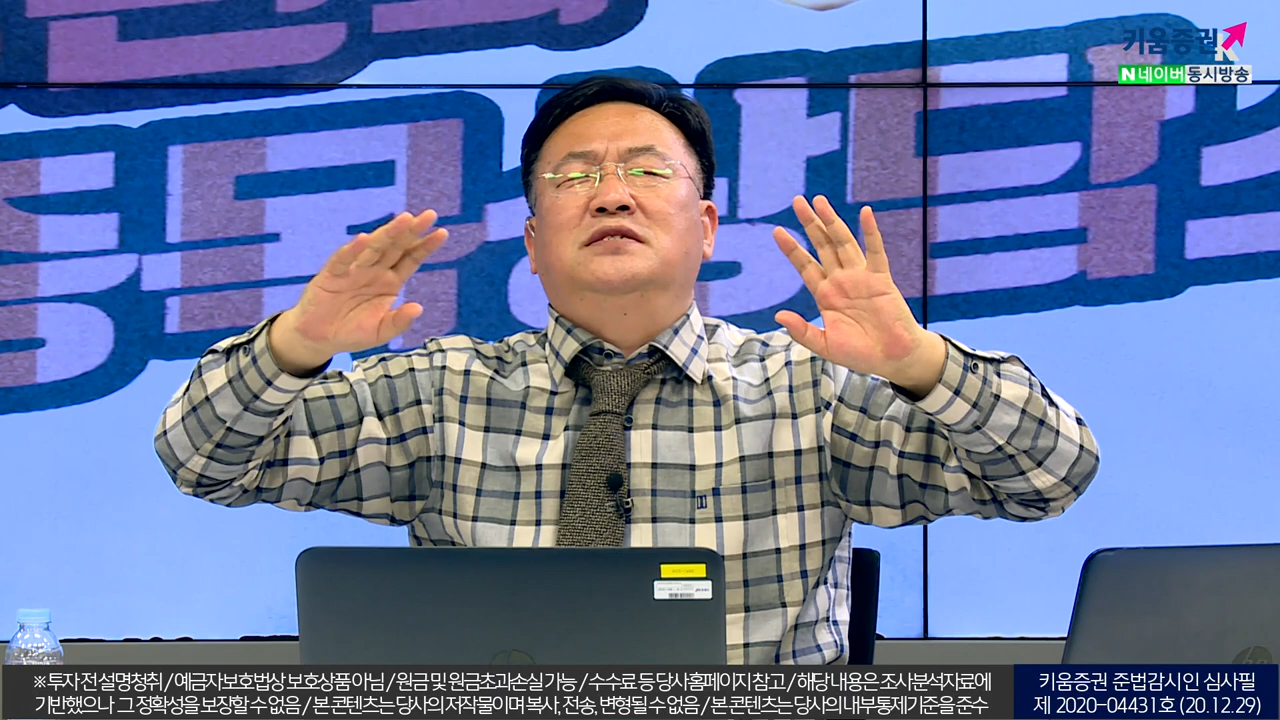 종목상담소
키움증권
N 네이버 동시방송
※ 투자 전 설명청취 / 예금자보호법상 보호상품 아님 / 원금 및 원금초과손실 가능 / 수수료 등 당사홈페이지 참고 / 해당 내용은 조사분석자료에
기반했으나 그 정확성을 보장할 수 없음 / 본 콘텐츠는 당사의 저작물이며 복사, 전송, 변형될 수 없음 / 본 콘텐츠는 당사의 내부통제기준을 준수
키움증권 준법감시인 심사필
제 2020-04431호 (20.12.29)